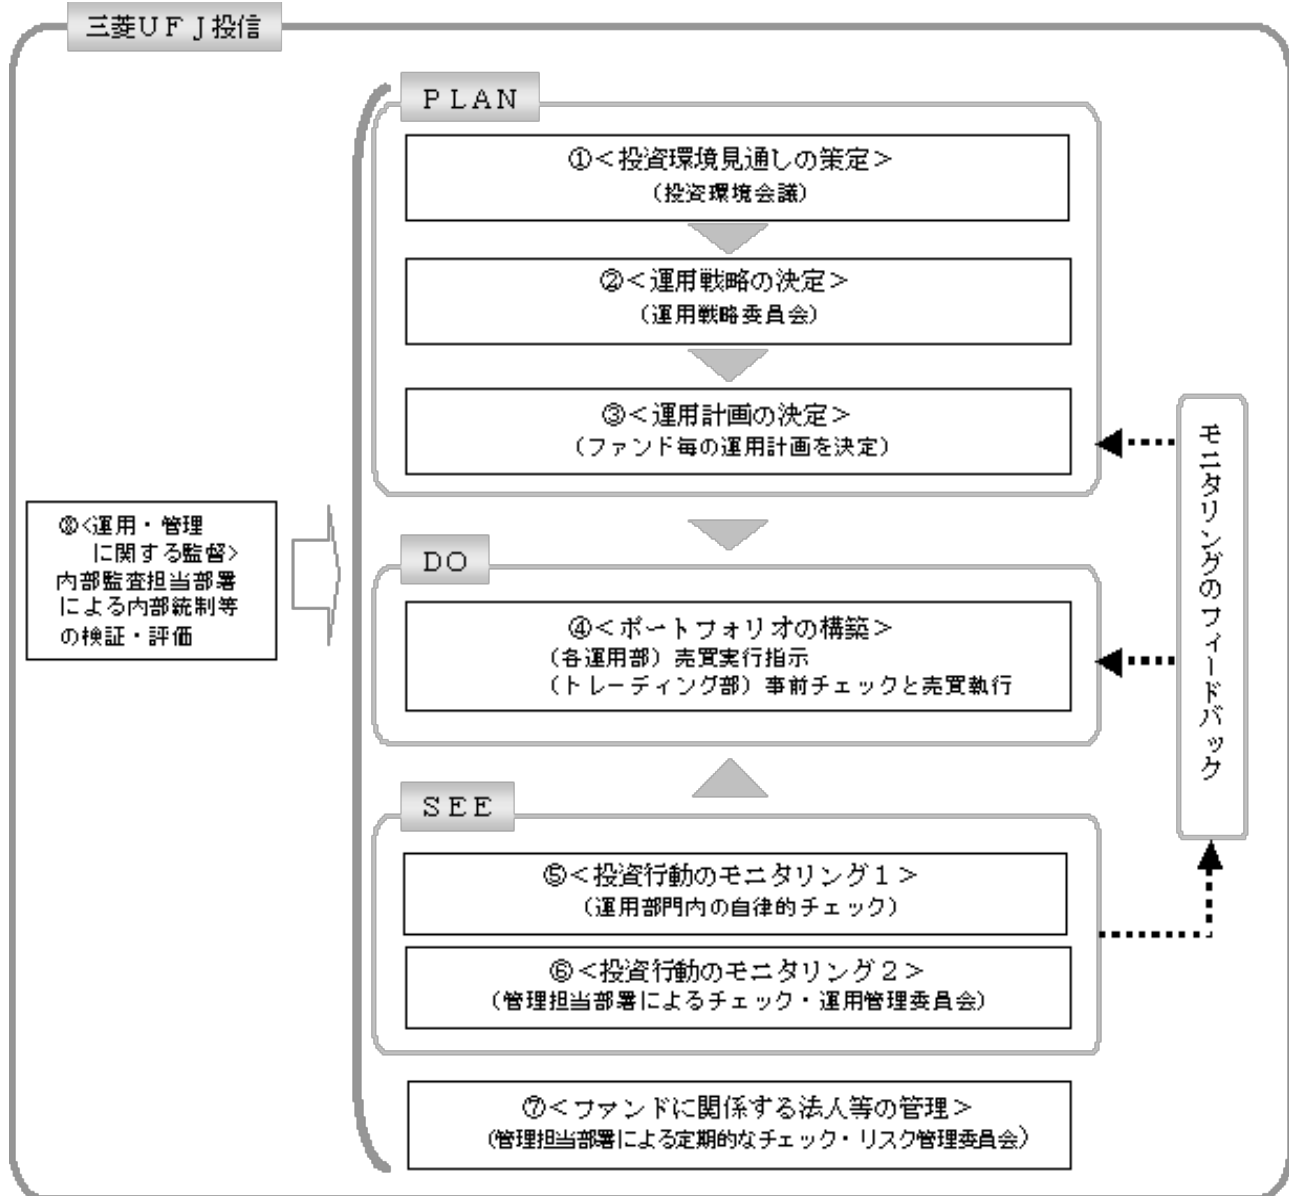 三菱ＵＦＪ投信
ＰＬＡＮ
①＜投資環境見通しの策定＞
（投資環境会議）
②＜運用戦略の決定＞
（運用戦略委員会）
③＜運用計画の決定＞
（ファンド毎の運用計画を決定）
⑧<運用・管理
に関する監督>
内部監査担当部署
による内部統制等
の検証・評価
ＤＯ
④＜ポートフォリオの構築＞
（各運用部）売買実行指示
（トレーディング部）事前チェックと売買執行
モニタリングのフィードバック
ＳＥＥ
⑤＜投資行動のモニタリング１＞
（運用部門内の自律的チェック）
⑥＜投資行動のモニタリング２＞
（管理担当部署によるチェック・運用管理委員会）
⑦＜ファンドに関係する法人等の管理＞
（管理担当部署による定期的なチェック・リスク管理委員会）